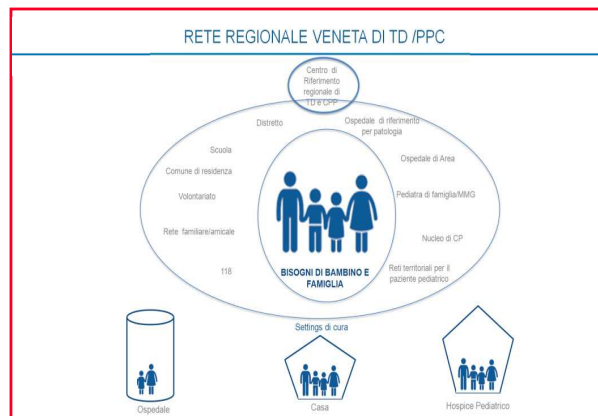 RETE REGIONALE VENETA DI TD /PPC
Centro di
Riferimento
regionale di
TD e CPP
Distretto
Ospedale di riferimento
per patologia
Scuola
Ospedale di Area
Comune di residenza
Volontariato
Pediatra di famiglia/MMG
Rete familiare/amicale
Nucleo di CP
118
BISOGNI DI BAMBINO E
FAMIGLIA
Reti territoriali per il
paziente pediatrico
Settings di cura
Ospedale
Casa
Hospice Pediatrico